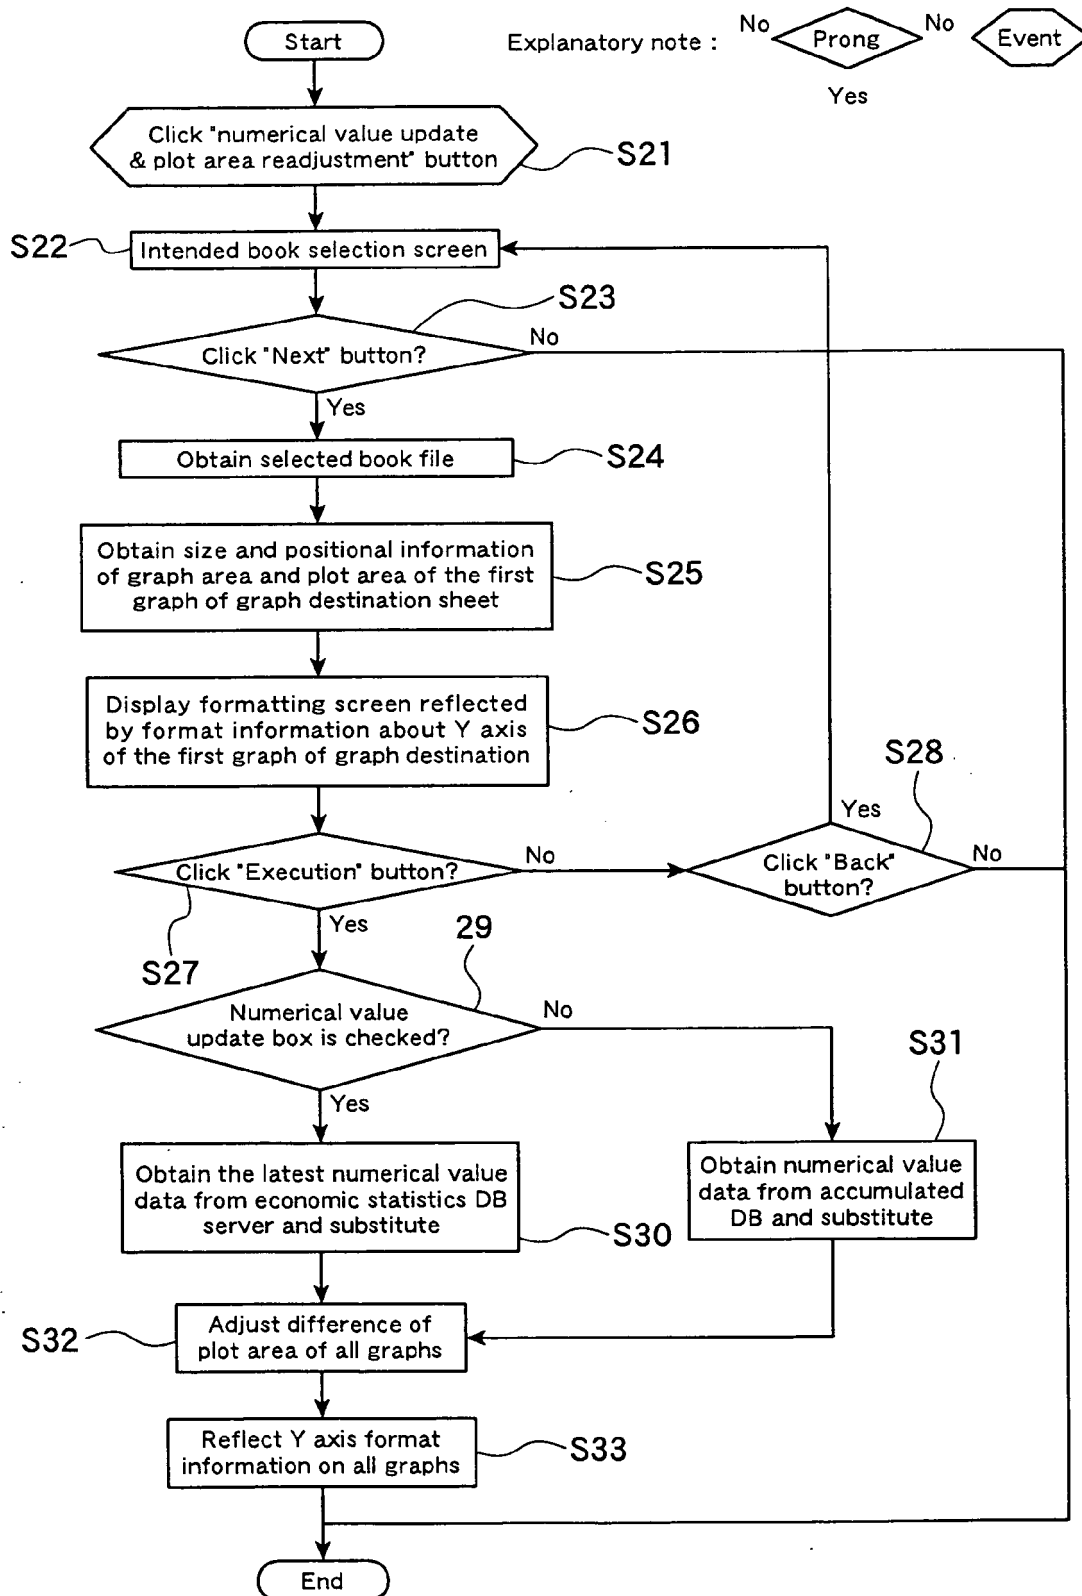 Start
Explanatory note :
No
Prong
No
Event
Yes
Click "numerical value update
& plot area readjustment" button
S21
S22
Intended book selection screen
S23
Click "Next" button?
No
Yes
Obtain selected book file
S24
Obtain size and positional information
of graph area and plot area of the first
graph of graph destination sheet
S25
Display formatting screen reflected
by format information about Y axis
of the first graph of graph destination
S26
S28
Yes
Click "Execution" button?
No
Click "Back"
button?
No
Yes
S27
29
Numerical value
update box is checked?
No
Yes
S31
Obtain the latest numerical value
data from economic statistics DB
server and substitute
S30
Obtain numerical value
data from accumulated
DB and substitute
S32
Adjust difference of
plot area of all graphs
Reflect Y axis format
information on all graphs
S33
End